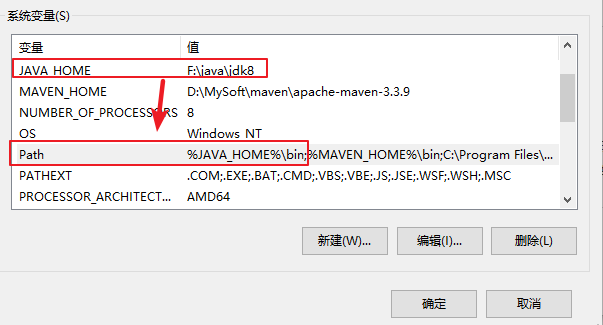 系统变量(S)
变量 值
JAVA_HOME F:\java\jdk8
MAVEN_HOME D:\MySoft\maven\apache-maven-3.3.9
NUMBER_OF_PROCESSORS 8
OS Windows_NT
Path %JAVA_HOME%\bin;%MAVEN_HOME%\bin;C:\Program Files\...
PATHEXT .COM;.EXE;.BAT;.CMD;.VBS;.VBE;.JS;.JSE;.WSF;.WSH;.MSC
PROCESSOR_ARCHITECT... AMD64
新建(W)... 编辑(I)... 删除(L)
确定 取消